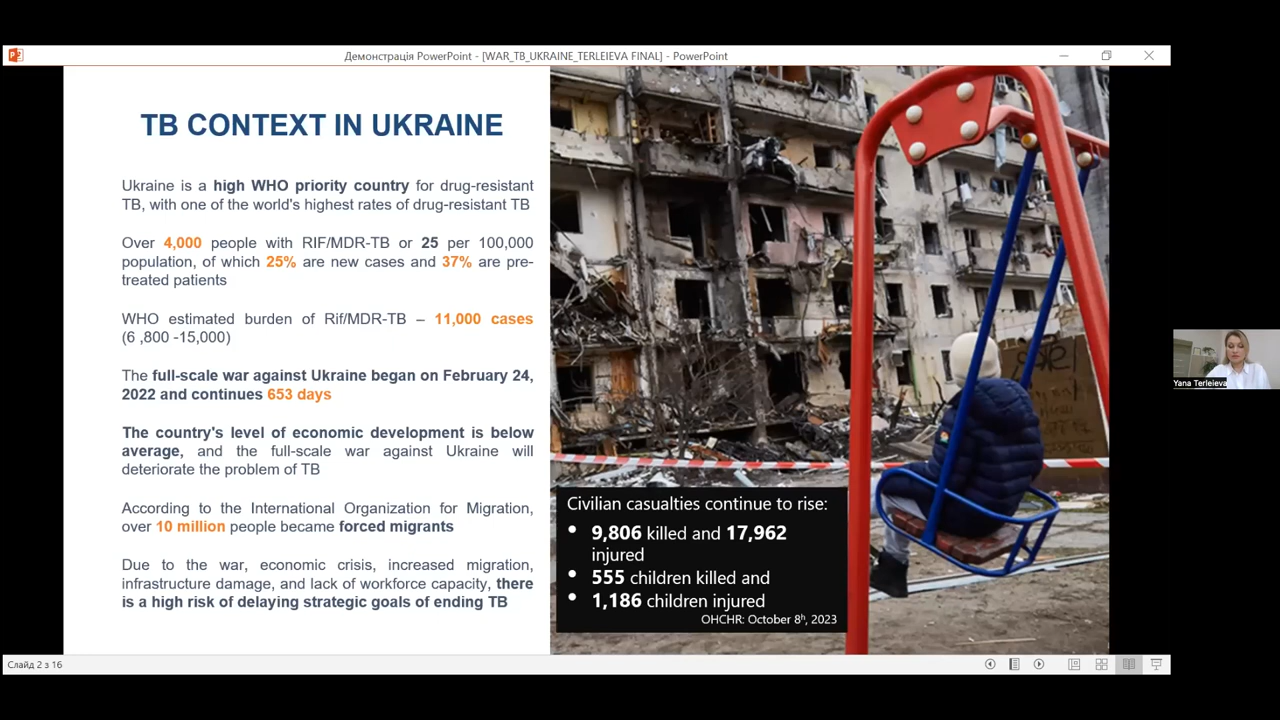 Демонстрація PowerPoint - [WAR_TB_UKRAINE_TERLEIEVA FINAL] - PowerPoint
TB CONTEXT IN UKRAINE
Ukraine is a high WHO priority country for drug-resistant
TB, with one of the world's highest rates of drug-resistant TB
Over 4,000 people with RIF/MDR-TB or 25 per 100,000
population, of which 25% are new cases and 37% are pre-
treated patients
WHO estimated burden of Rif/MDR-TB – 11,000 cases
(6 ,800 -15,000)
The full-scale war against Ukraine began on February 24,
2022 and continues 653 days
The country's level of economic development is below
average, and the full-scale war against Ukraine will
deteriorate the problem of TB
According to the International Organization for Migration,
over 10 million people became forced migrants
Due to the war, economic crisis, increased migration,
infrastructure damage, and lack of workforce capacity, there
is a high risk of delaying strategic goals of ending TB
Civilian casualties continue to rise:
• 9,806 killed and 17,962
injured
• 555 children killed and
• 1,186 children injured
OHCHR: October 8ʰ, 2023
Yana Terleieva
Слайд 2 з 16